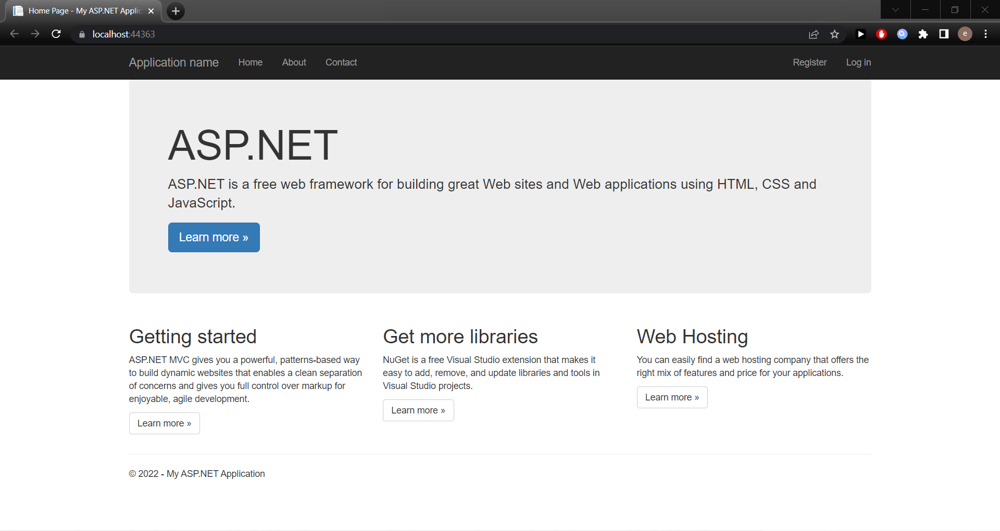 Home Page - My ASP.NET Applic
localhost:44363
e
Application name Home About Contact Register Log in
ASP.NET
ASP.NET is a free web framework for building great Web sites and Web applications using HTML, CSS and
JavaScript.
Learn more »
Getting started
ASP.NET MVC gives you a powerful, patterns-based way
to build dynamic websites that enables a clean separation
of concerns and gives you full control over markup for
enjoyable, agile development.
Learn more »
Get more libraries
NuGet is a free Visual Studio extension that makes it
easy to add, remove, and update libraries and tools in
Visual Studio projects.
Learn more »
Web Hosting
You can easily find a web hosting company that offers the
right mix of features and price for your applications.
Learn more »
© 2022 - My ASP.NET Application